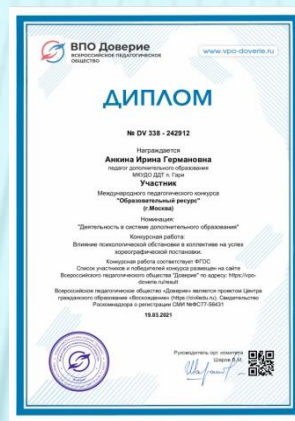 ВПО Доверие
ВСЕРОССИЙСКОЕ ПЕДАГОГИЧЕСКОЕ
ОБЩЕСТВО
www.vpo-doverie.ru
ДИПЛОМ
№ DV 338 - 242912
Награждается
Анкина Ирина Германовна
педагог дополнительного образования
МКУДО ДДТ п. Гари
Участник
Международного педагогического конкурса
"Образовательный ресурс"
(г.Москва)
Номинация:
"Деятельность в системе дополнительного образования"
Конкурсная работа:
Влияние психологической обстановки в коллективе на успех
хореографической постановки.
Конкурсная работа соответствует ФГОС
Список участников и победителей конкурса размещен на сайте
Всероссийского педагогического общества "Доверие" по адресу: https://vpo-
doverie.ru/result
Всероссийское педагогическое общество «Доверие» является проектом Центра
гражданского образования «Восхождение» (https://civiledu.ru). Свидетельство
Роскомнадзора о регистрации СМИ №ФС77-56431
19.03.2021
Руководитель орг. комитета
Шаров А.М.